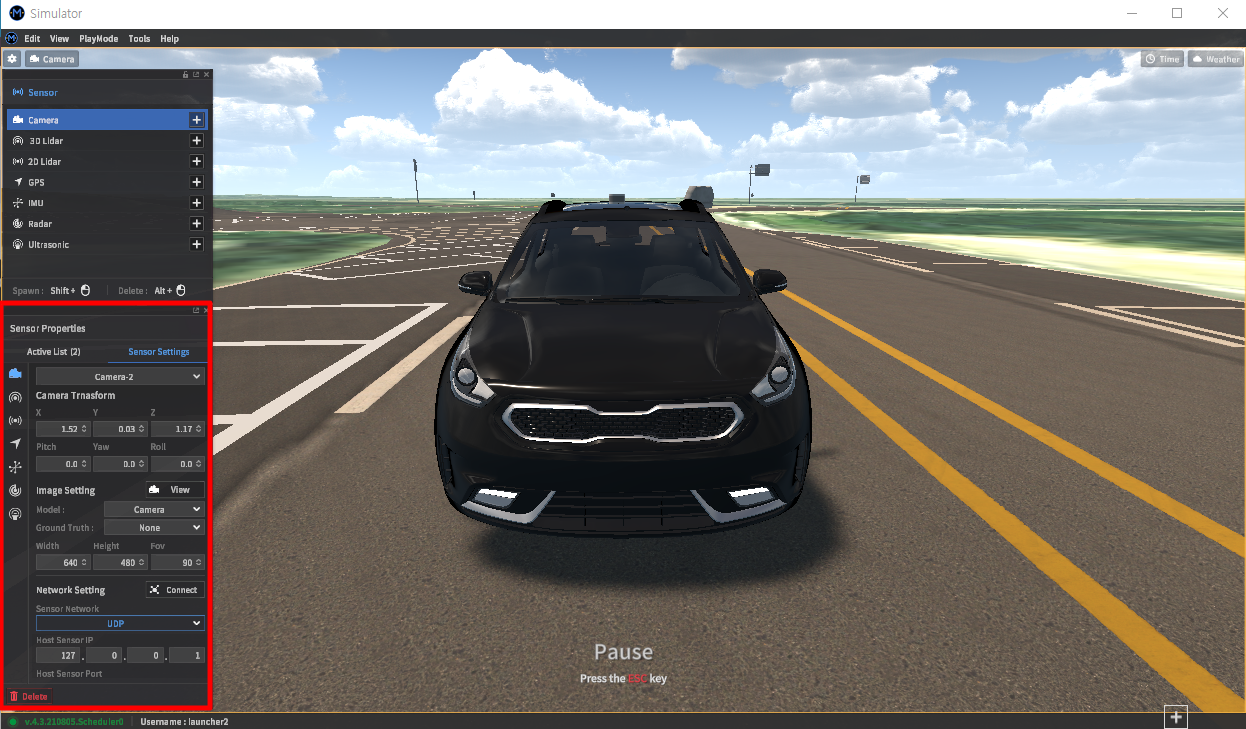 Simulator
Edit View PlayMode Tools Help
Camera
Time Weather
Sensor
Camera
3D Lidar
2D Lidar
GPS
IMU
Radar
Ultrasonic
Spawn : Shift + Delete : Alt +
Sensor Properties
Active List (2) Sensor Settings
Camera-2
Camera Trnasform
X Y Z
1.52 0.03 1.17
Pitch Yaw Roll
0.0 0.0 0.0
Image Setting View
Model : Camera
Ground Truth : None
Width Height Fov
640 480 90
Network Setting Connect
Sensor Network
UDP
Host Sensor IP
127 . 0 . 0 . 1
Host Sensor Port
Delete
Pause
Press the ESC key
v.4.3.210805.Scheduler0 Username : launcher2